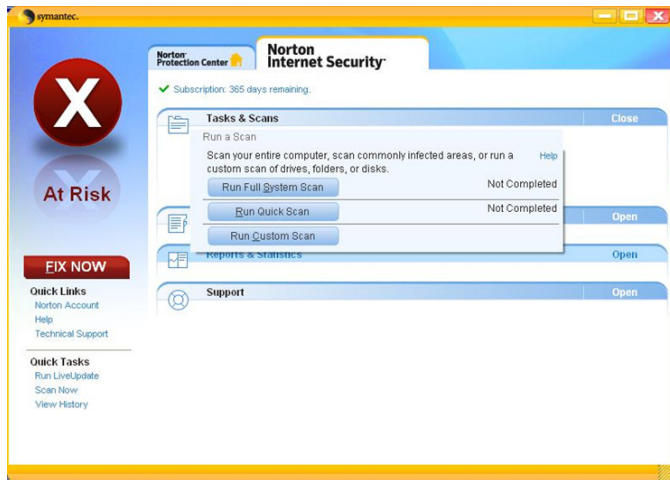 symantec.
Norton
Protection Center
Norton
Internet Security
Subscription: 365 days remaining.
X
At Risk
FIX NOW
Quick Links
Norton Account
Help
Technical Support
Quick Tasks
Run LiveUpdate
Scan Now
View History
Tasks & Scans Close
Run a Scan
Scan your entire computer, scan commonly infected areas, or run a Help
custom scan of drives, folders, or disks.
Run Full System Scan Not Completed
Run Quick Scan Not Completed
Run Custom Scan
Open
Reports & Statistics Open
Support Open